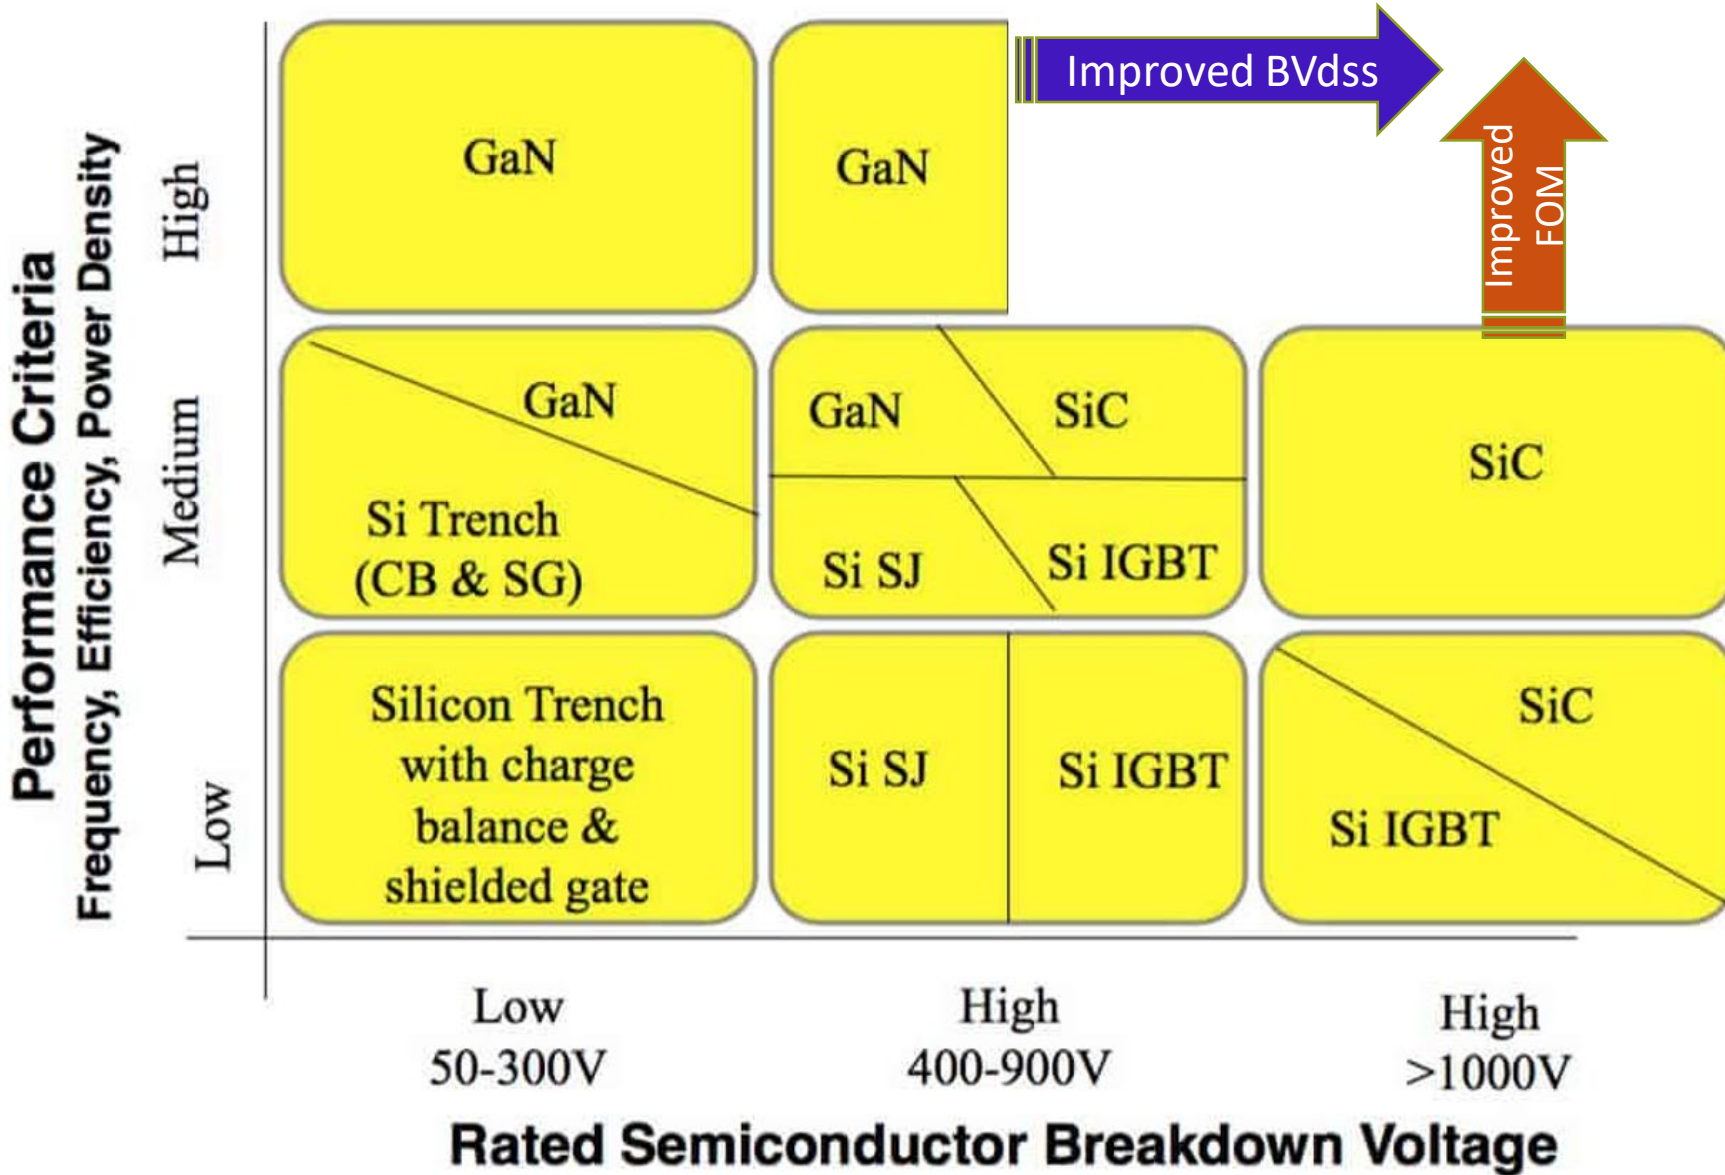 GaN
GaN
Improved BVdss
Improved
FOM
High
GaN
Si Trench
(CB & SG)
GaN
SiC
Si SJ
Si IGBT
SiC
Medium
Silicon Trench
with charge
balance &
shielded gate
Si SJ
Si IGBT
SiC
Si IGBT
Low
Performance Criteria
Frequency, Efficiency, Power Density
Low
50-300V
High
400-900V
High
>1000V
Rated Semiconductor Breakdown Voltage